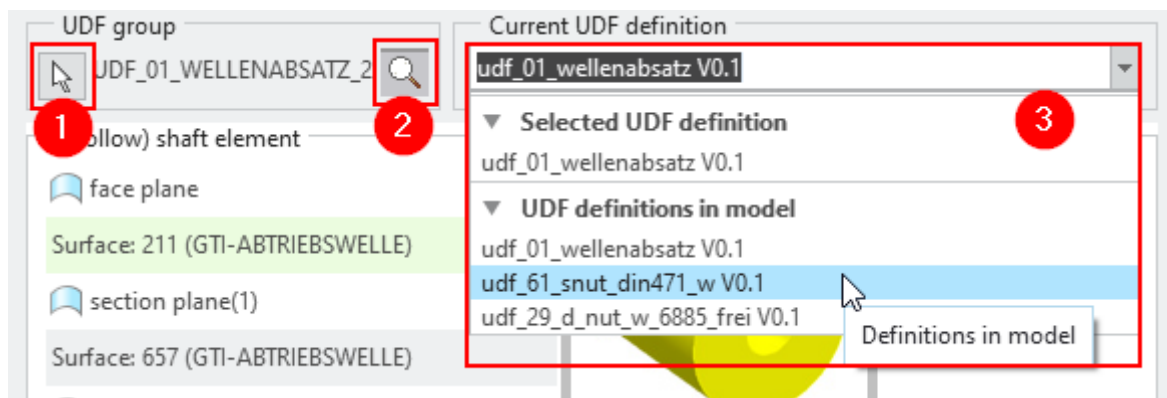 UDF group
Current UDF definition
UDF_01_WELLENABSATZ_2
udf_01_wellenabsatz V0.1
1
2
3
Selected UDF definition
ollow) shaft element
udf_01_wellenabsatz V0.1
face plane
UDF definitions in model
Surface: 211 (GTI-ABTRIEBSWELLE)
udf_01_wellenabsatz V0.1
udf_61_snut_din471_w V0.1
section plane(1)
udf_29_d_nut_w_6885_frei V0.1
Definitions in model
Surface: 657 (GTI-ABTRIEBSWELLE)